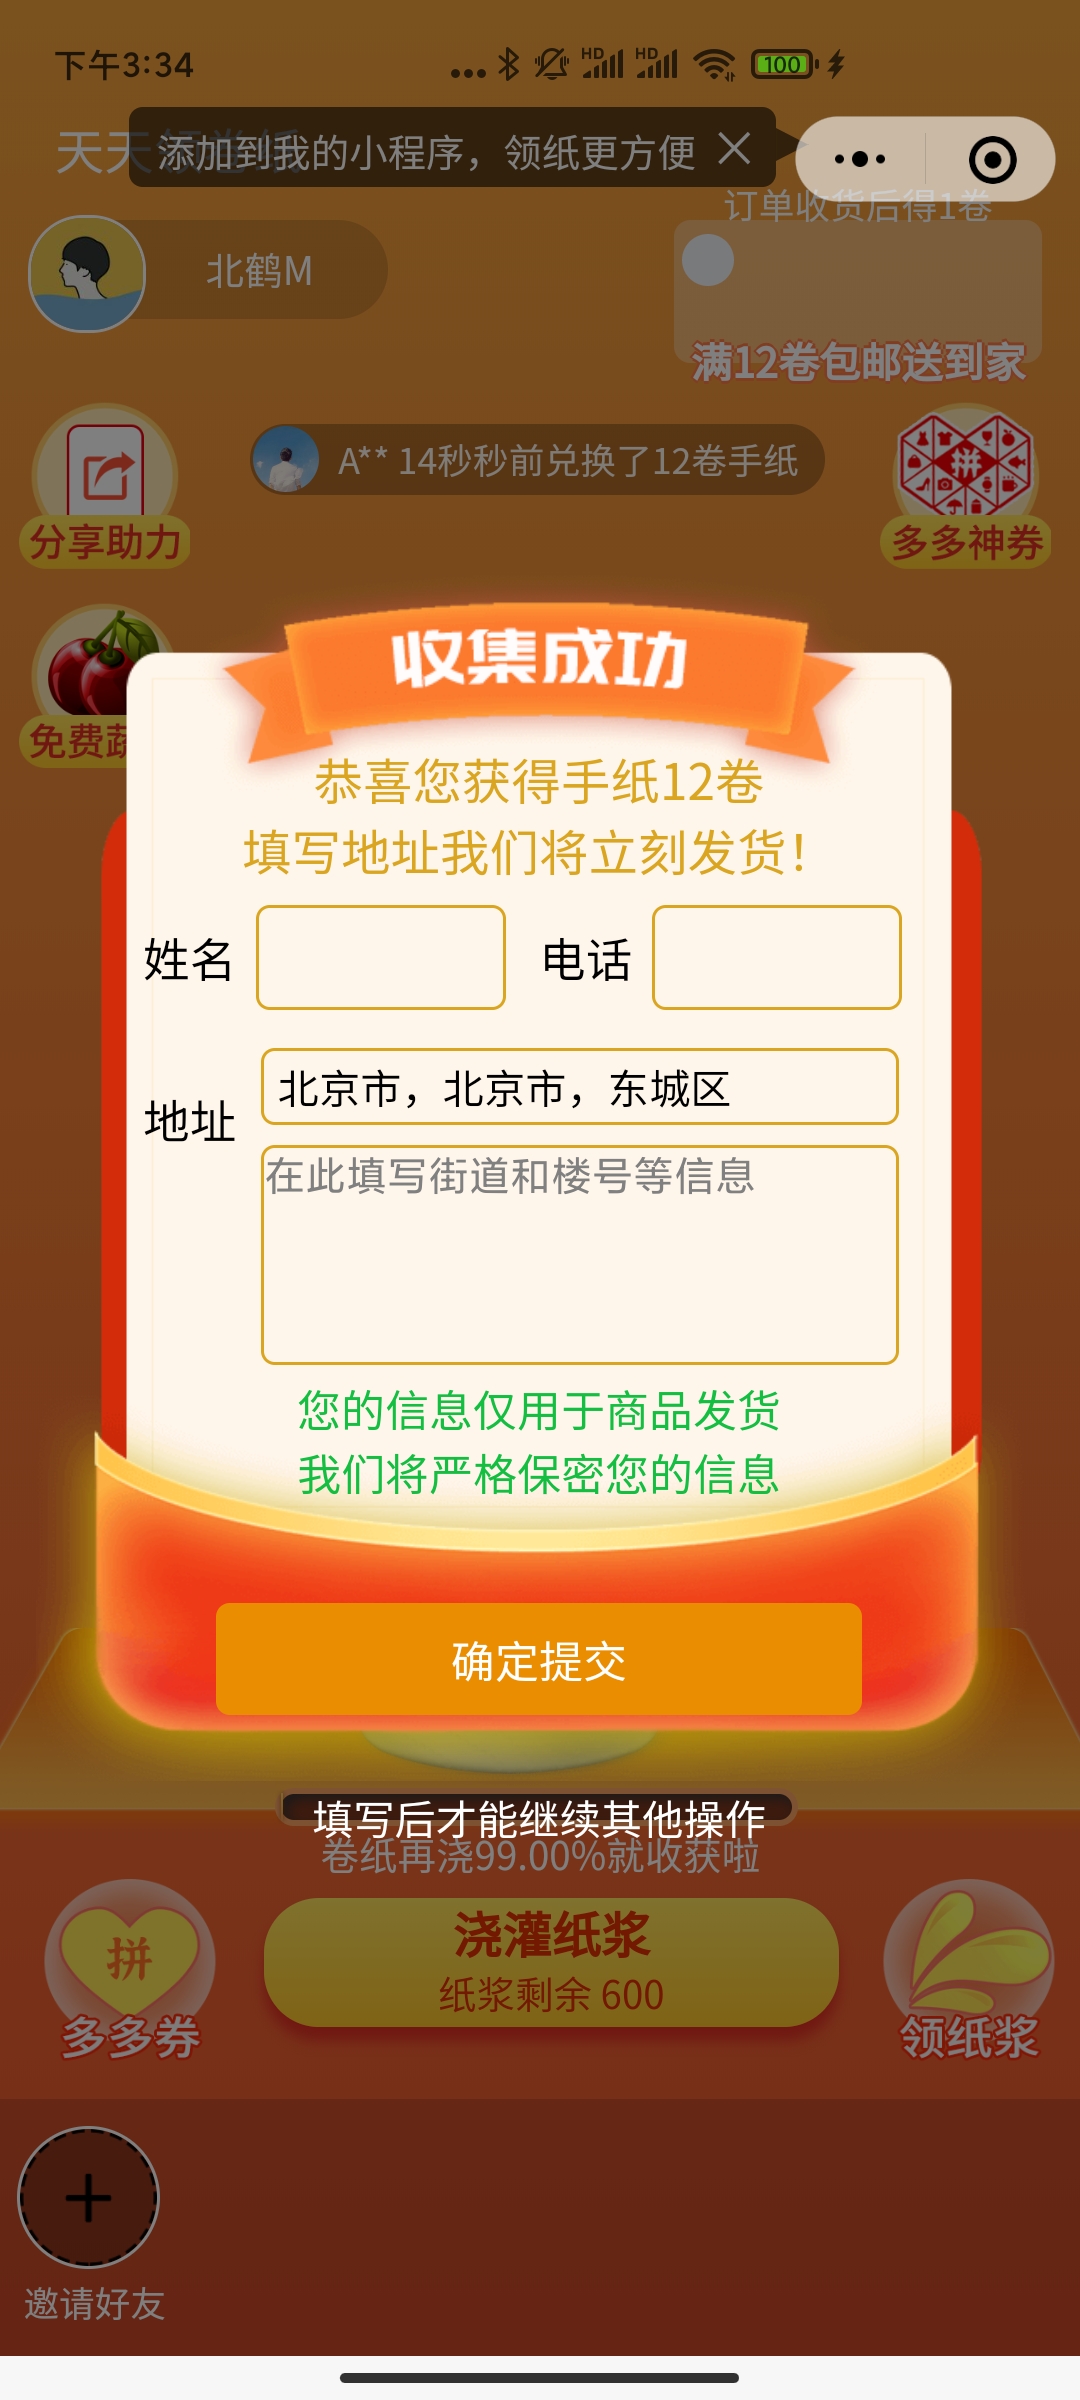 下午3:34
HD
HD
100
天天领卷纸
添加到我的小程序，领纸更方便
订单收货后得1卷
北鹤M
满12卷包邮送到家
A** 14秒秒前兑换了12卷手纸
分享助力
拼
多多神券
免费蔬
收集成功
恭喜您获得手纸12卷
填写地址我们将立刻发货！
姓名
电话
地址
北京市，北京市，东城区
在此填写街道和楼号等信息
您的信息仅用于商品发货
我们将严格保密您的信息
确定提交
填写后才能继续其他操作
卷纸再浇99.00%就收获啦
拼
多多券
浇灌纸浆
纸浆剩余 600
领纸浆
邀请好友